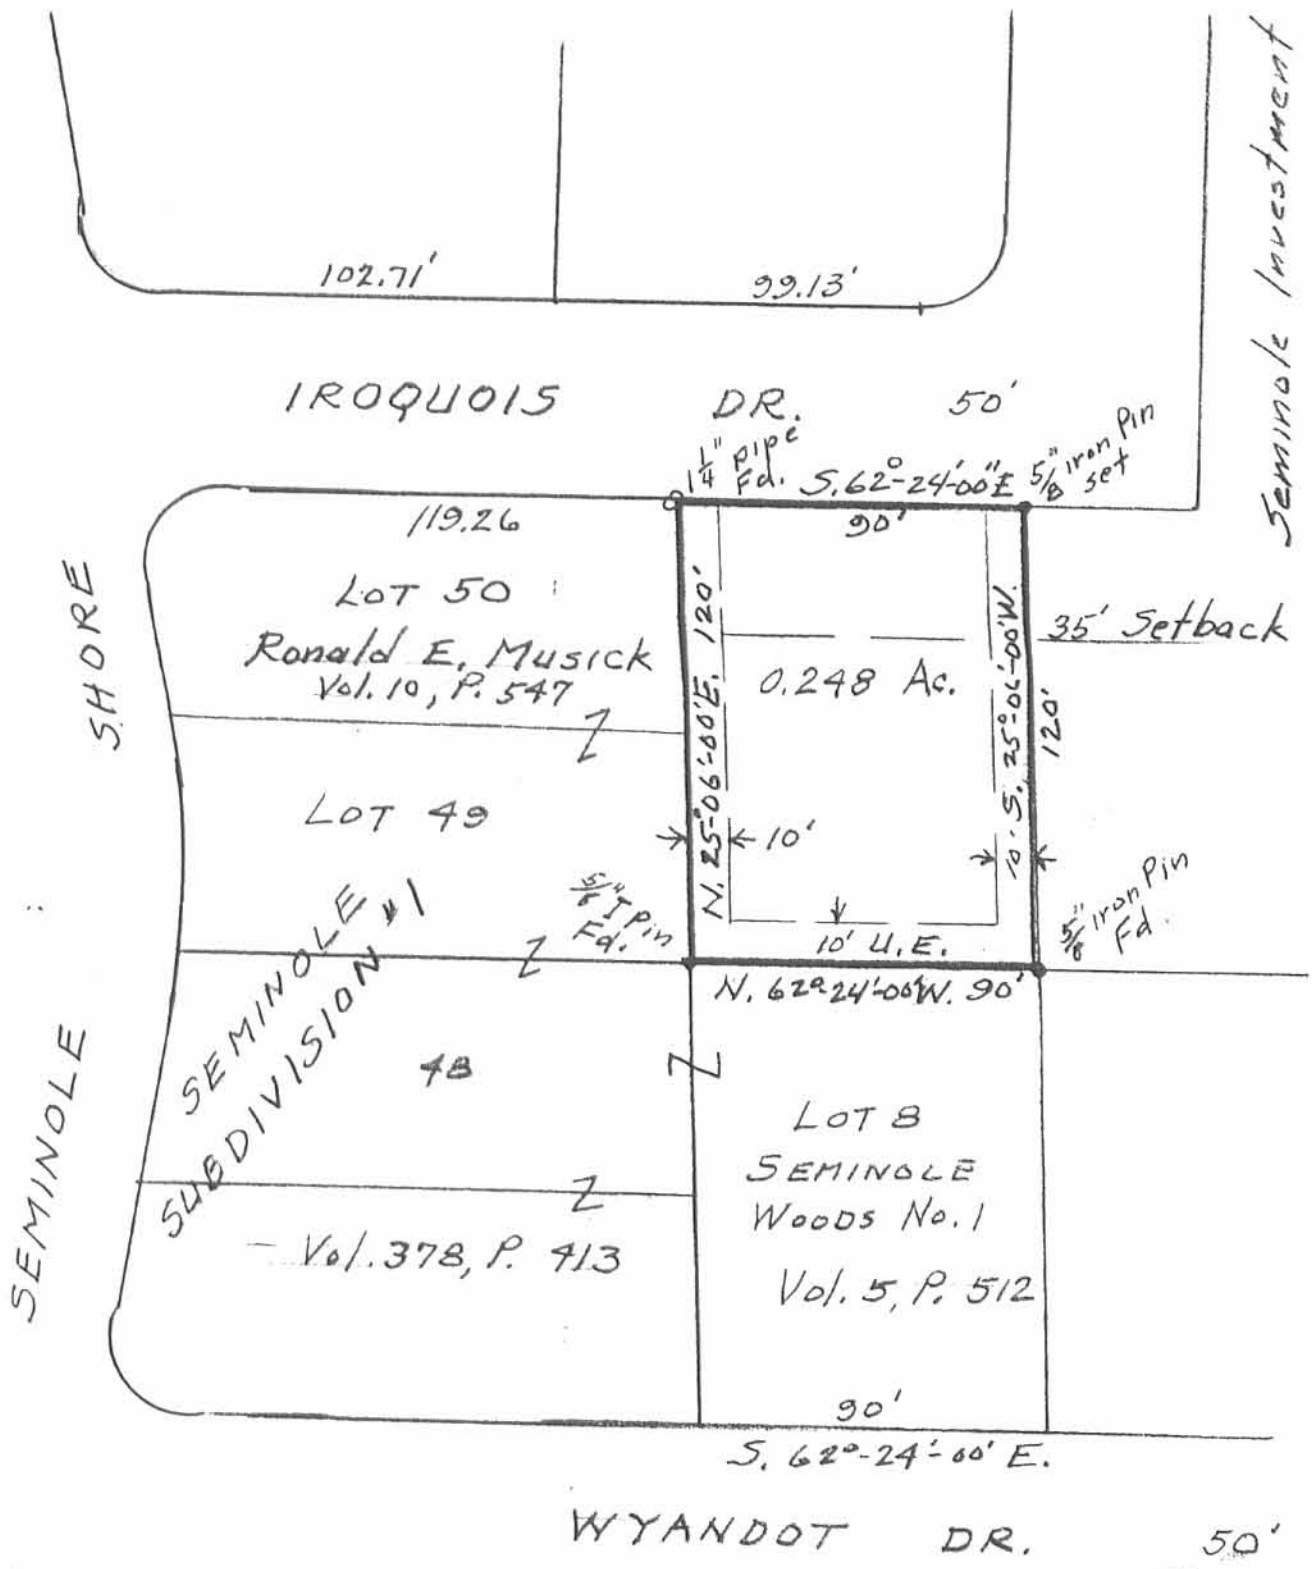 Seminole Investment
102.71'
99.13'
IROQUOIS DR. 50'
1 1/4" pipe
Fd.
S. 62°-24'-00" E
5/8" Iron Pin
Set
119.26
90'
LOT 50
Ronald E. Musick
Vol. 10, P. 547
N. 25°-06'-00" E. 120'
35' Setback
0.248 Ac.
S. 25°-06'-00" W.
120'
LOT 49
10'
10'
5/8" I Pin
Fd.
5/8" Iron Pin
Fd.
10' U.E.
N. 62°-24'-00" W. 90'
SEMINOLE SHORE
SEMINOLE #1
SUBDIVISION
48
LOT 8
SEMINOLE
WOODS No. 1
Vol. 378, P. 413
Vol. 5, P. 512
90'
S. 62°-24'-00' E.
WYANDOT DR. 50'